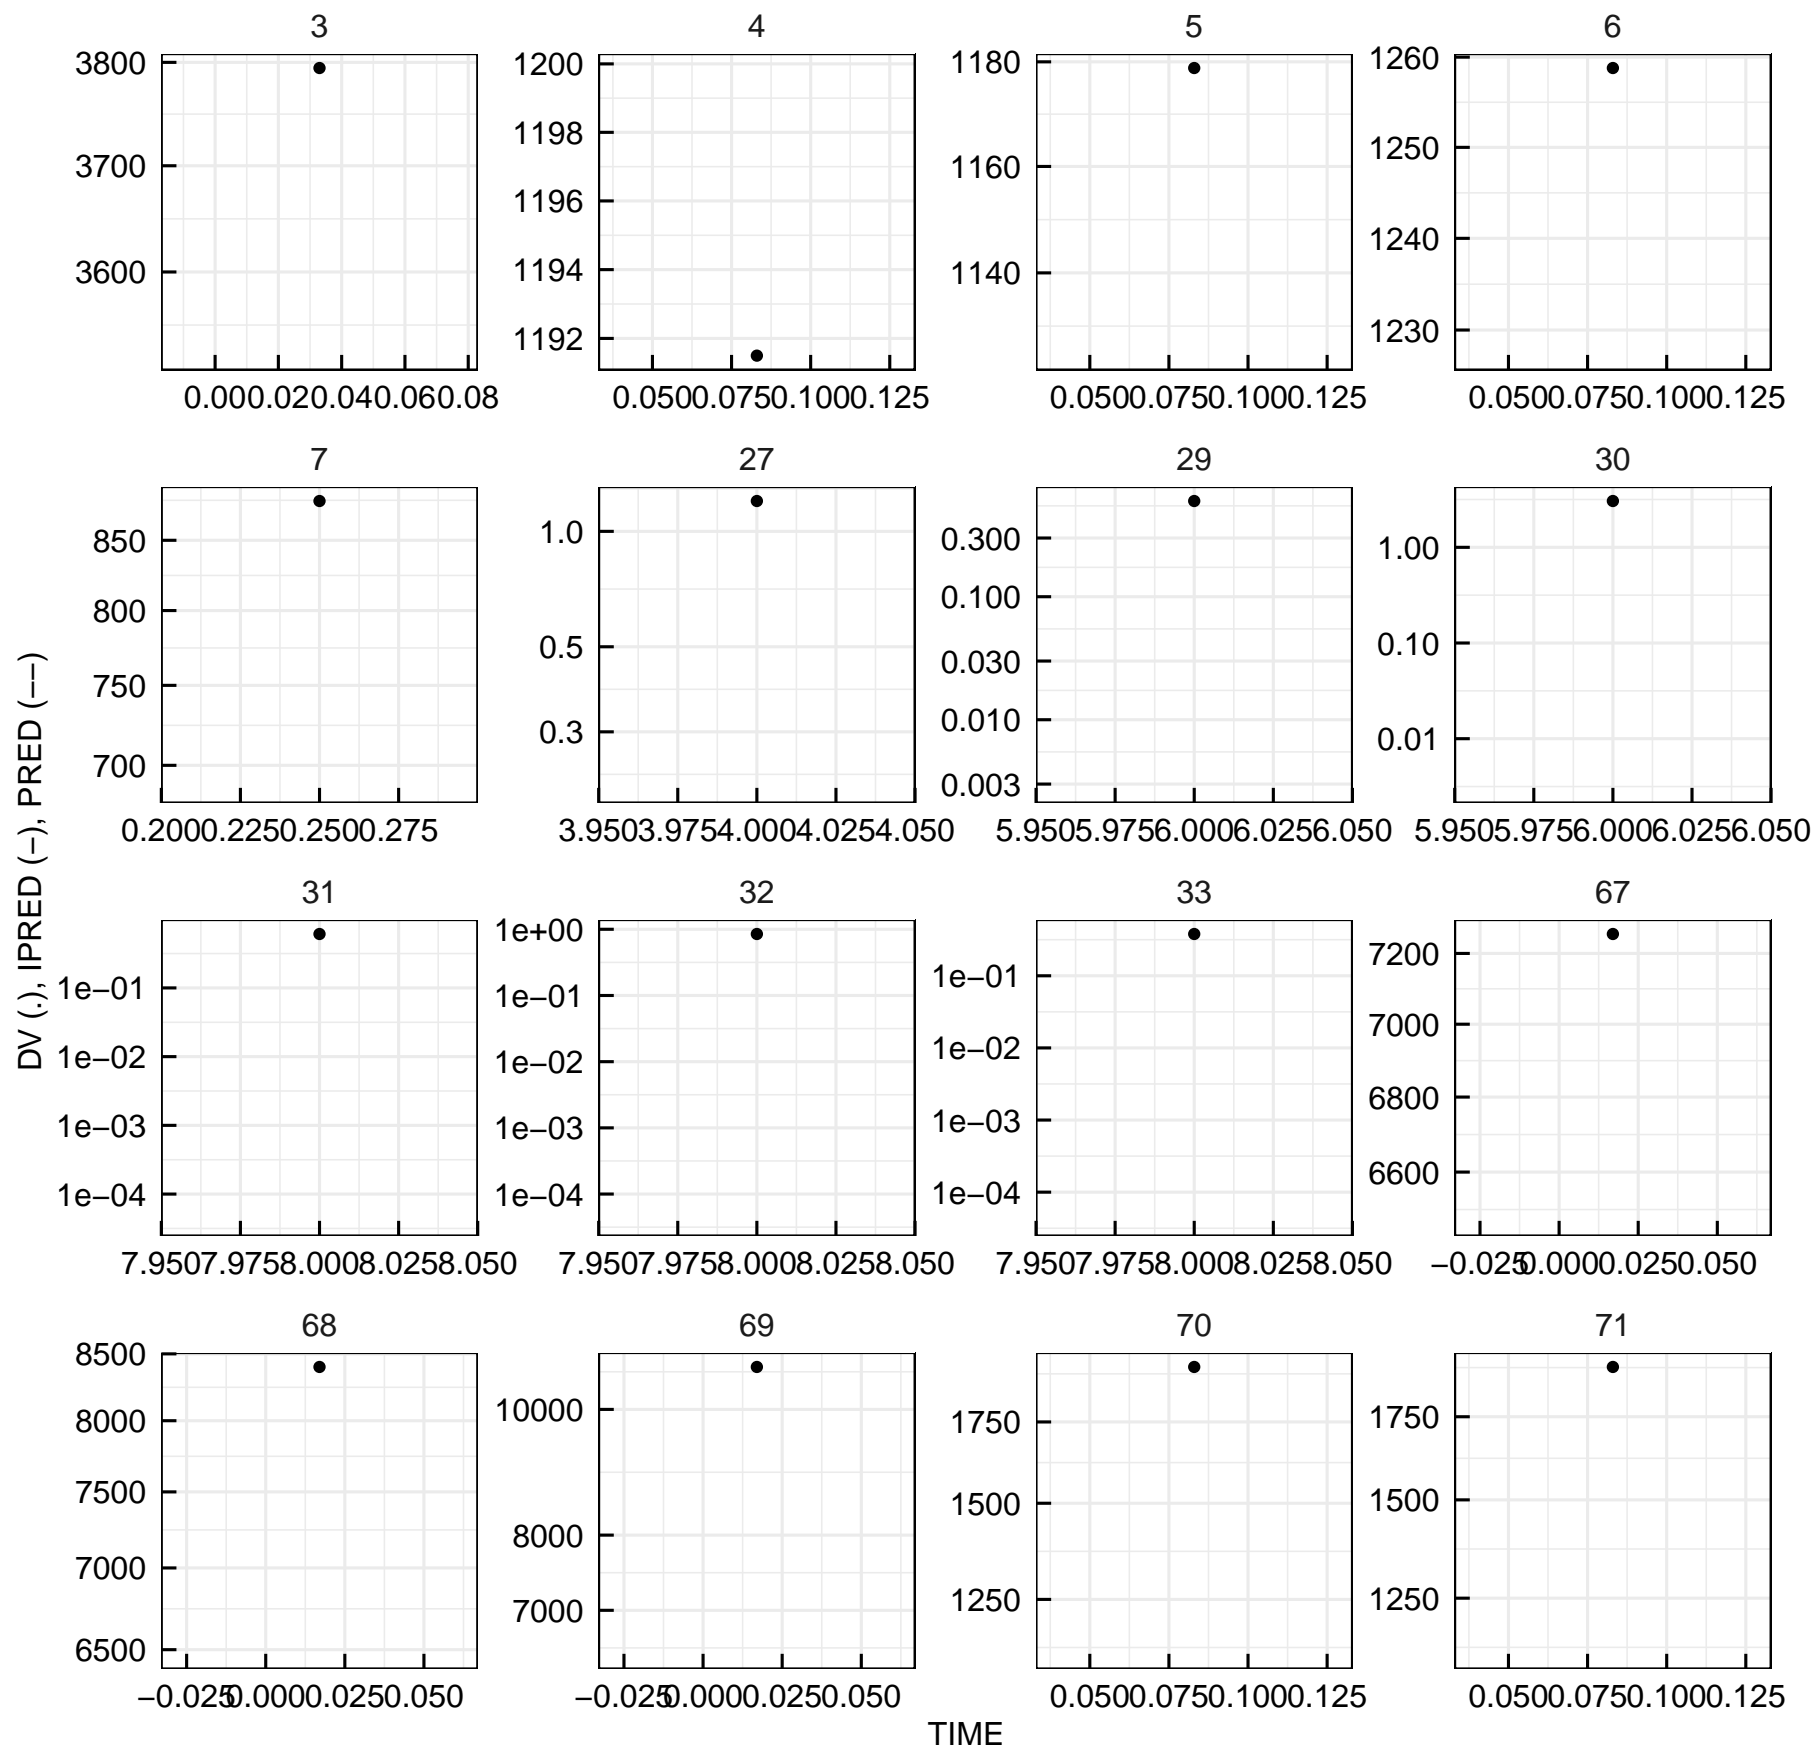 3 4 5 6
3800 1200 1180 1260
1198
3700 1196 1160 1250
1194 1240
3600 1192 1140 1230
0.000.020.040.060.08 0.0500.0750.1000.125 0.0500.0750.1000.125 0.0500.0750.1000.125
7 27 29 30
850 1.0 0.300 1.00
800 0.5 0.100 0.10
750 0.030
0.3 0.010 0.01
700 0.003
0.2000.2250.2500.275 3.9503.9754.0004.0254.050 5.9505.9756.0006.0256.050 5.9505.9756.0006.0256.050
DV (.), IPRED (−), PRED (−−)
31 32 33 67
1e+00 7200
1e−01 1e−01 1e−01 7000
1e−02 1e−02 1e−02 6800
1e−03 1e−03 1e−03
1e−04 1e−04 1e−04 6600
7.9507.9758.0008.0258.050 7.9507.9758.0008.0258.050 7.9507.9758.0008.0258.050 −0.0250.0000.0250.050
68 69 70 71
8500 10000 1750 1750
8000
7500 8000 1500 1500
7000 7000 1250 1250
6500
−0.0250.0000.0250.050 −0.0250.0000.0250.050 0.0500.0750.1000.125 0.0500.0750.1000.125
TIME